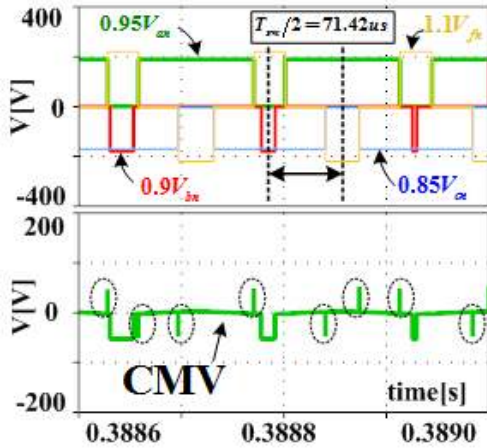 400
0.95V_an
T_sw/2=71.42us
1.1V_fn
V[V]
0
0.9V_bn
0.85V_cn
-400
200
V[V]
0
CMV
time[s]
-200
0.3886
0.3888
0.3890